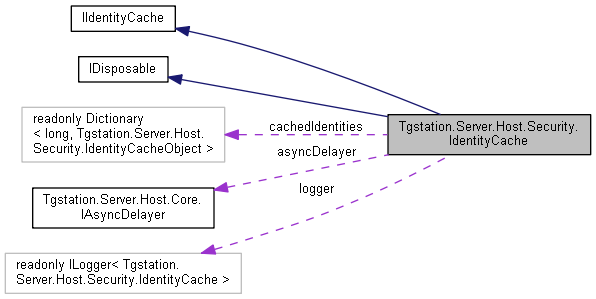 IIdentityCache
IDisposable
readonly Dictionary
< long, Tgstation.Server.Host.
Security.IdentityCacheObject >
cachedIdentities
Tgstation.Server.Host.Security.
IdentityCache
asyncDelayer
Tgstation.Server.Host.Core.
IAsyncDelayer
logger
readonly ILogger< Tgstation.
Server.Host.Security.IdentityCache >